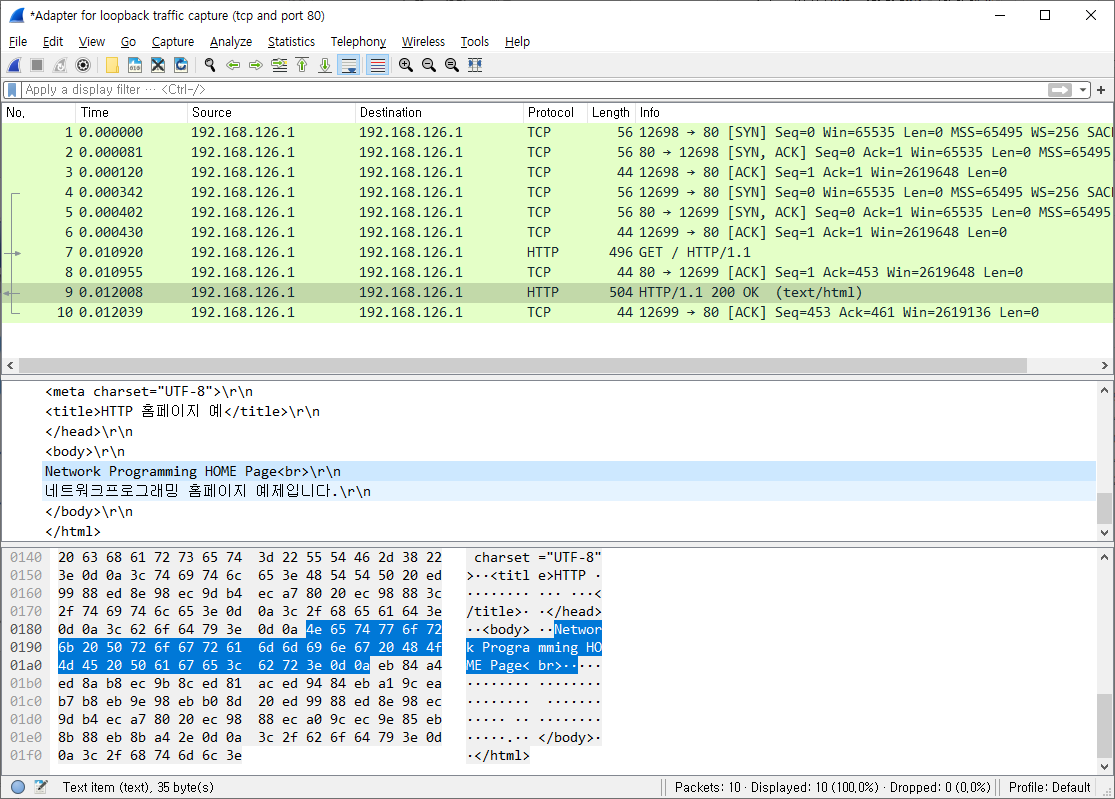 *Adapter for loopback traffic capture (tcp and port 80)
File Edit View Go Capture Analyze Statistics Telephony Wireless Tools Help
Apply a display filter ··· <Ctrl-/>
No. Time Source Destination Protocol Length Info
1 0.000000 192.168.126.1 192.168.126.1 TCP 56 12698 → 80 [SYN] Seq=0 Win=65535 Len=0 MSS=65495 WS=256 SAC
2 0.000081 192.168.126.1 192.168.126.1 TCP 56 80 → 12698 [SYN, ACK] Seq=0 Ack=1 Win=65535 Len=0 MSS=65495
3 0.000120 192.168.126.1 192.168.126.1 TCP 44 12698 → 80 [ACK] Seq=1 Ack=1 Win=2619648 Len=0
4 0.000342 192.168.126.1 192.168.126.1 TCP 56 12699 → 80 [SYN] Seq=0 Win=65535 Len=0 MSS=65495 WS=256 SAC
5 0.000402 192.168.126.1 192.168.126.1 TCP 56 80 → 12699 [SYN, ACK] Seq=0 Ack=1 Win=65535 Len=0 MSS=65495
6 0.000430 192.168.126.1 192.168.126.1 TCP 44 12699 → 80 [ACK] Seq=1 Ack=1 Win=2619648 Len=0
7 0.010920 192.168.126.1 192.168.126.1 HTTP 496 GET / HTTP/1.1
8 0.010955 192.168.126.1 192.168.126.1 TCP 44 80 → 12699 [ACK] Seq=1 Ack=453 Win=2619648 Len=0
9 0.012008 192.168.126.1 192.168.126.1 HTTP 504 HTTP/1.1 200 OK  (text/html)
10 0.012039 192.168.126.1 192.168.126.1 TCP 44 12699 → 80 [ACK] Seq=453 Ack=461 Win=2619136 Len=0
<meta charset="UTF-8">\r\n
<title>HTTP 홈페이지 예</title>\r\n
</head>\r\n
<body>\r\n
Network Programming HOME Page<br>\r\n
네트워크프로그래밍 홈페이지 예제입니다.\r\n
</body>\r\n
</html>
0140 20 63 68 61 72 73 65 74 3d 22 55 54 46 2d 38 22 charset ="UTF-8"
0150 3e 0d 0a 3c 74 69 74 6c 65 3e 48 54 54 50 20 ed >··<titl e>HTTP ·
0160 99 88 ed 8e 98 ec 9d b4 ec a7 80 20 ec 98 88 3c ········ ··· ···<
0170 2f 74 69 74 6c 65 3e 0d 0a 3c 2f 68 65 61 64 3e /title>· ·</head>
0180 0d 0a 3c 62 6f 64 79 3e 0d 0a 4e 65 74 77 6f 72 ··<body> ··Networ
0190 6b 20 50 72 6f 67 72 61 6d 6d 69 6e 67 20 48 4f k Progra mming HO
01a0 4d 45 20 50 61 67 65 3c 62 72 3e 0d 0a eb 84 a4 ME Page< br>·····
01b0 ed 8a b8 ec 9b 8c ed 81 ac ed 94 84 eb a1 9c ea ········ ········
01c0 b7 b8 eb 9e 98 eb b0 8d 20 ed 99 88 ed 8e 98 ec ········ ·······
01d0 9d b4 ec a7 80 20 ec 98 88 ec a0 9c ec 9e 85 eb ····· ·· ········
01e0 8b 88 eb 8b a4 2e 0d 0a 3c 2f 62 6f 64 79 3e 0d ·····.·· </body>·
01f0 0a 3c 2f 68 74 6d 6c 3e ·</html>
Text item (text), 35 byte(s) Packets: 10 · Displayed: 10 (100,0%) · Dropped: 0 (0,0%) Profile: Default